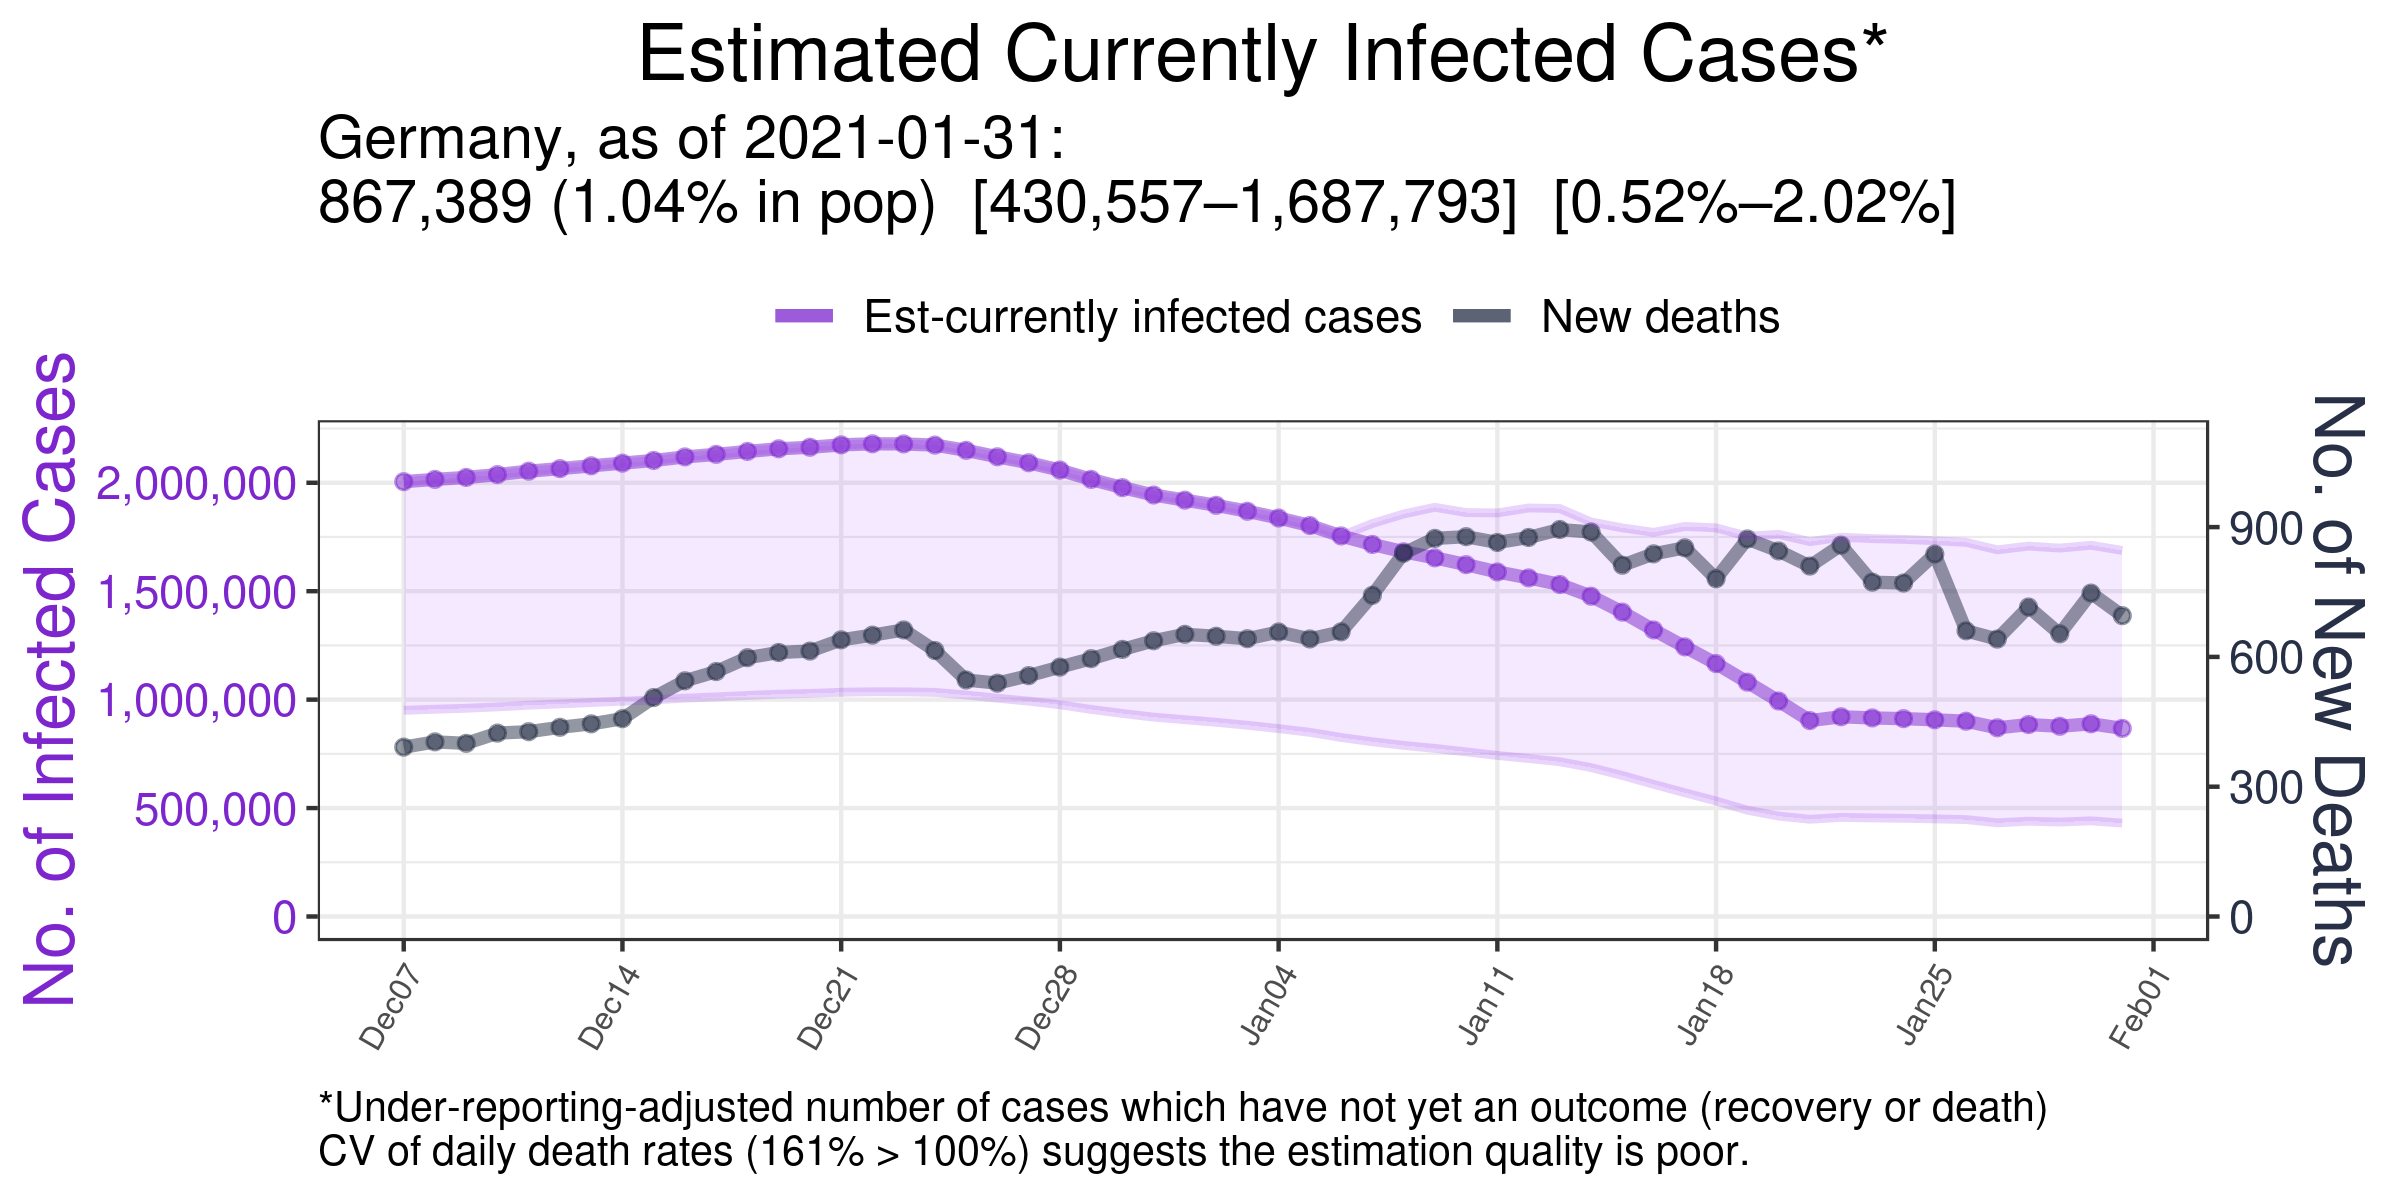 Estimated Currently Infected Cases*
Germany, as of 2021-01-31:
867,389 (1.04% in pop) [430,557–1,687,793] [0.52%–2.02%]
Est-currently infected cases New deaths
No. of Infected Cases
2,000,000
1,500,000
1,000,000
500,000
0
900
600
300
0
No. of New Deaths
Dec07 Dec14 Dec21 Dec28 Jan04 Jan11 Jan18 Jan25 Feb01
*Under-reporting-adjusted number of cases which have not yet an outcome (recovery or death)
CV of daily death rates (161% > 100%) suggests the estimation quality is poor.